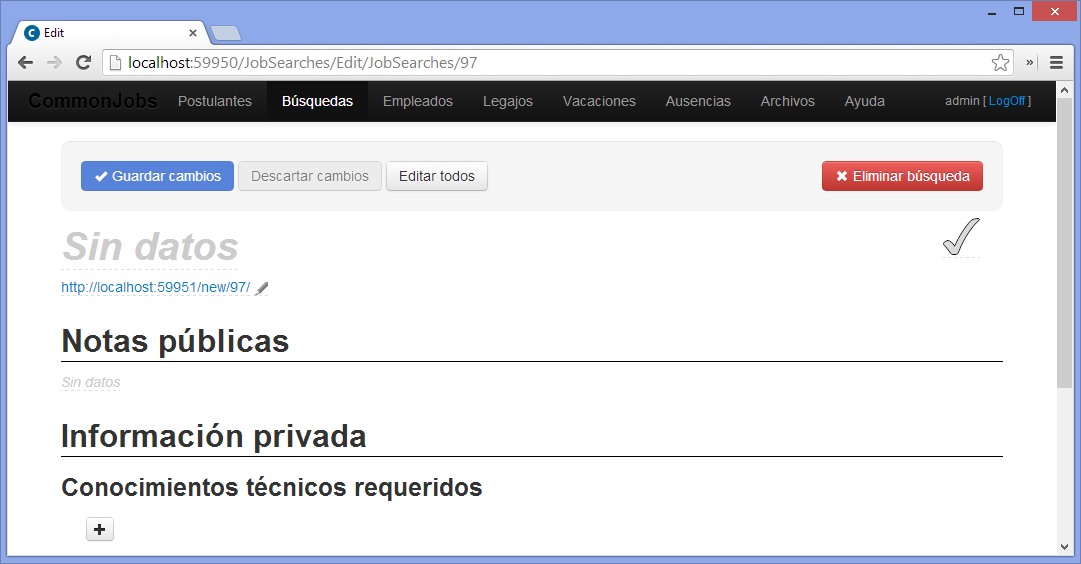 Edit
localhost:59950/JobSearches/Edit/JobSearches/97
CommonJobs Postulantes Búsquedas Empleados Legajos Vacaciones Ausencias Archivos Ayuda admin [ LogOff ]
Guardar cambios Descartar cambios Editar todos Eliminar búsqueda
Sin datos
http://localhost:59951/new/97/
Notas públicas
Sin datos
Información privada
Conocimientos técnicos requeridos